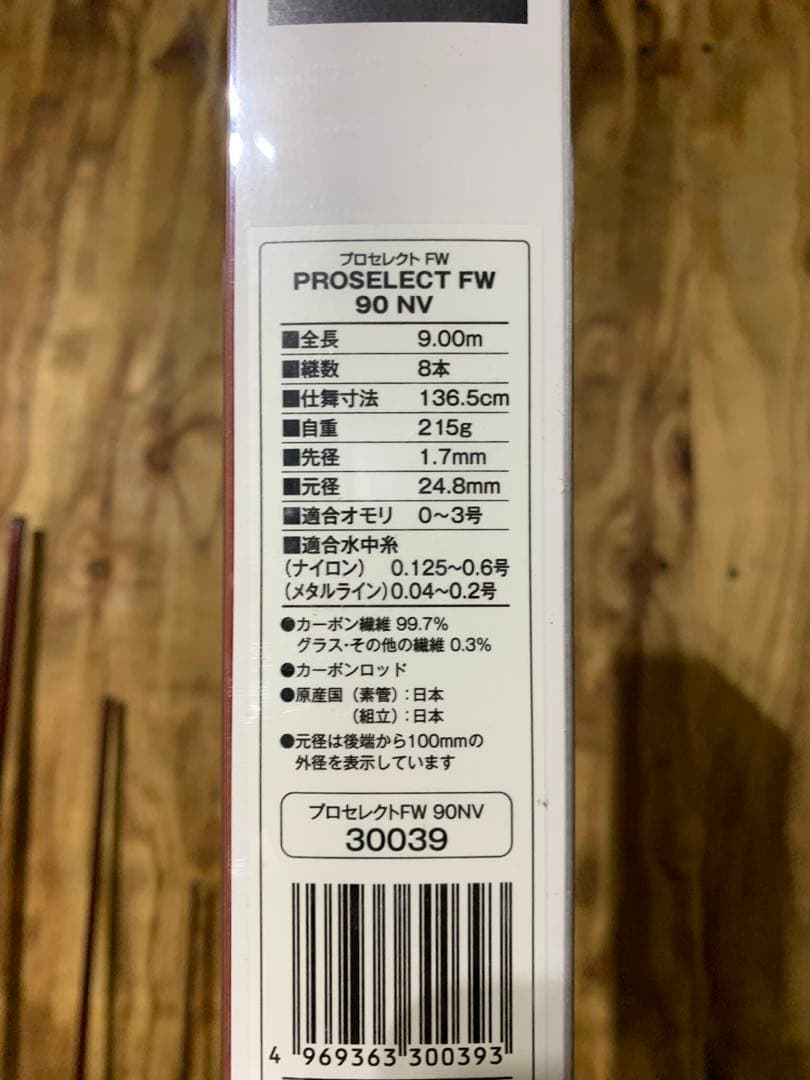 プロセレクト FW
PROSELECT FW
90 NV
■全長 9.00m
■継数 8本
■仕舞寸法 136.5cm
■自重 215g
■先径 1.7mm
■元径 24.8mm
■適合オモリ 0〜3号
■適合水中糸
(ナイロン) 0.125〜0.6号
(メタルライン)0.04〜0.2号
●カーボン繊維 99.7%
グラス・その他の繊維 0.3%
●カーボンロッド
●原産国(素管):日本
(組立):日本
●元径は後端から100mmの
外径を表示しています
プロセレクトFW 90NV
30039
4 969363 300393